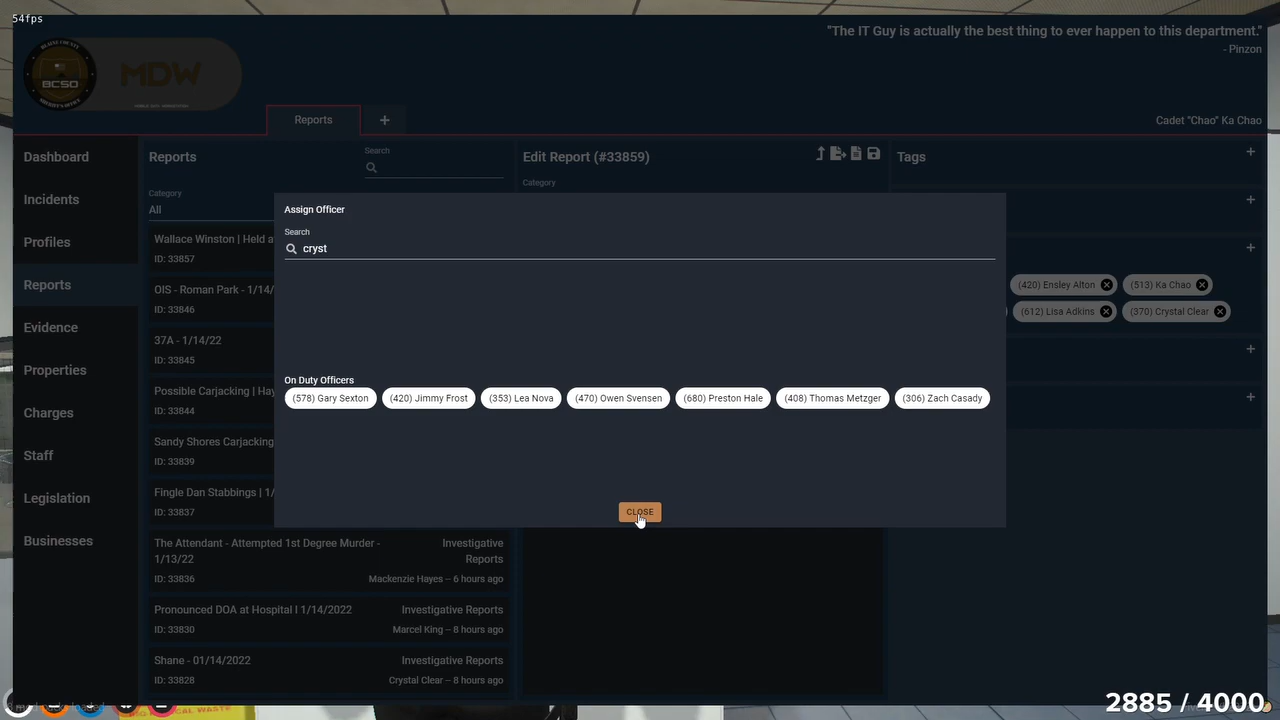 54fps
"The IT Guy is actually the best thing to ever happen to this department."
- Pinzon
BCSO
MDW
Reports
+
Cadet "Chao" Ka Chao
Dashboard
Incidents
Profiles
Reports
Evidence
Properties
Charges
Staff
Legislation
Businesses
Reports
Search
Category
All
Wallace Winston | Held a
ID: 33857
OIS - Roman Park - 1/14/
ID: 33846
37A - 1/14/22
ID: 33845
Possible Carjacking | Hay
ID: 33844
Sandy Shores Carjacking
ID: 33839
Fingle Dan Stabbings | 1/
ID: 33837
The Attendant - Attempted 1st Degree Murder - 1/13/22
Investigative Reports
ID: 33836
Mackenzie Hayes – 6 hours ago
Pronounced DOA at Hospital I 1/14/2022
Investigative Reports
ID: 33830
Marcel King – 8 hours ago
Shane - 01/14/2022
Investigative Reports
ID: 33828
Crystal Clear – 8 hours ago
Edit Report (#33859)
Category
Tags
+
+
+
(420) Ensley Alton
(513) Ka Chao
(612) Lisa Adkins
(370) Crystal Clear
+
+
Assign Officer
Search
cryst
On Duty Officers
(578) Gary Sexton
(420) Jimmy Frost
(353) Lea Nova
(470) Owen Svensen
(680) Preston Hale
(408) Thomas Metzger
(306) Zach Casady
CLOSE
2885 / 4000